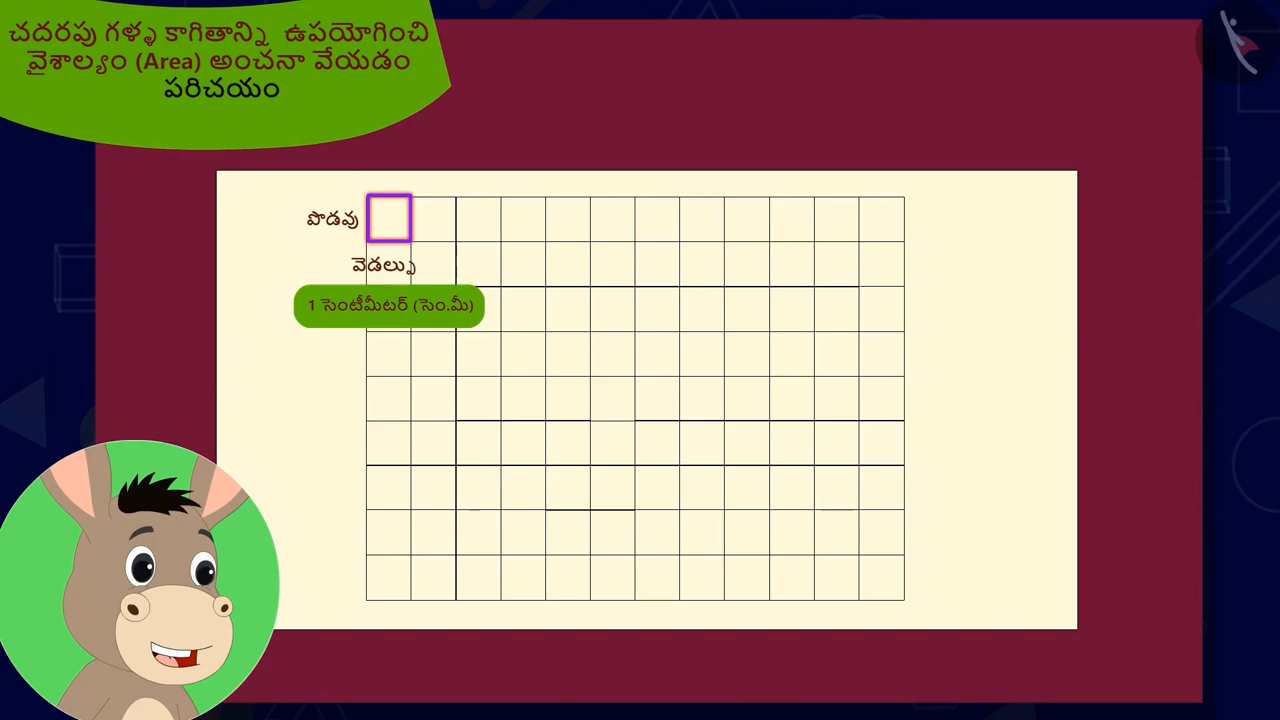 చదరపు గళ్ళ కాగితాన్ని ఉపయోగించి
వైశాల్యం (Area) అంచనా వేయడం
పరిచయం
పొడవు
వెడల్పు
1 సెంటీమీటర్ (సెం.మీ)